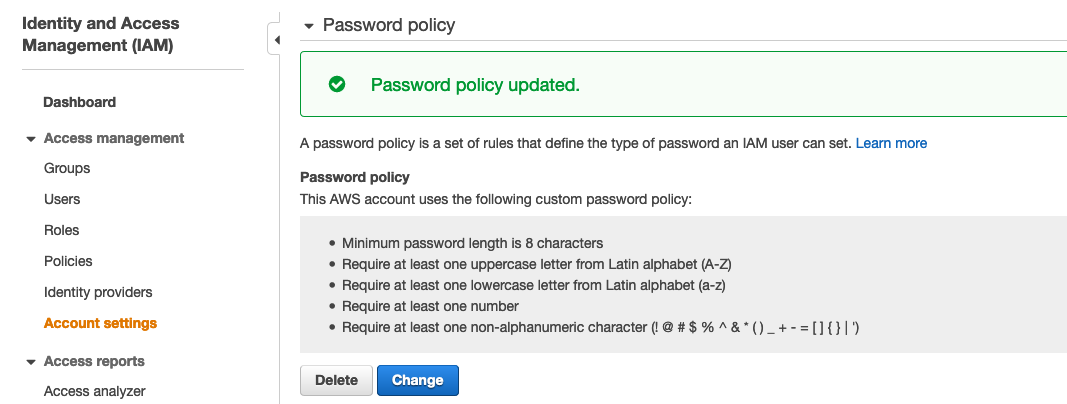 Identity and Access
Management (IAM)
Dashboard
Access management
Groups
Users
Roles
Policies
Identity providers
Account settings
Access reports
Access analyzer
Password policy
Password policy updated.
A password policy is a set of rules that define the type of password an IAM user can set. Learn more
Password policy
This AWS account uses the following custom password policy:
• Minimum password length is 8 characters
• Require at least one uppercase letter from Latin alphabet (A-Z)
• Require at least one lowercase letter from Latin alphabet (a-z)
• Require at least one number
• Require at least one non-alphanumeric character (! @ # $ % ^ & * ( ) _ + - = [ ] { } | ')
Delete
Change